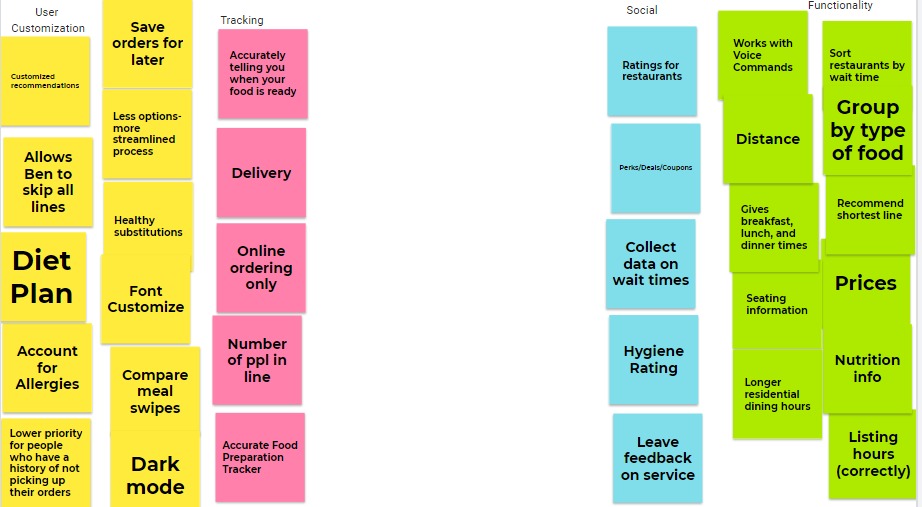 User
Customization
Customized
recommendations
Allows
Ben to
skip all
lines
Diet
Plan
Account
for
Allergies
Lower priority
for people
who have a
history of not
picking up
their orders
Save
orders for
later
Less options-
more
streamlined
process
Healthy
substitutions
Font
Customize
Compare
meal
swipes
Dark
mode
Tracking
Accurately
telling you
when your
food is ready
Delivery
Online
ordering
only
Number
of ppl in
line
Accurate Food
Preparation
Tracker
Social
Ratings for
restaurants
Perks/Deals/Coupons
Collect
data on
wait times
Hygiene
Rating
Leave
feedback
on service
Functionality
Works with
Voice
Commands
Distance
Gives
breakfast,
lunch, and
dinner times
Seating
information
Longer
residential
dining hours
Sort
restaurants by
wait time
Group
by type
of food
Recommend
shortest line
Prices
Nutrition
info
Listing
hours
(correctly)